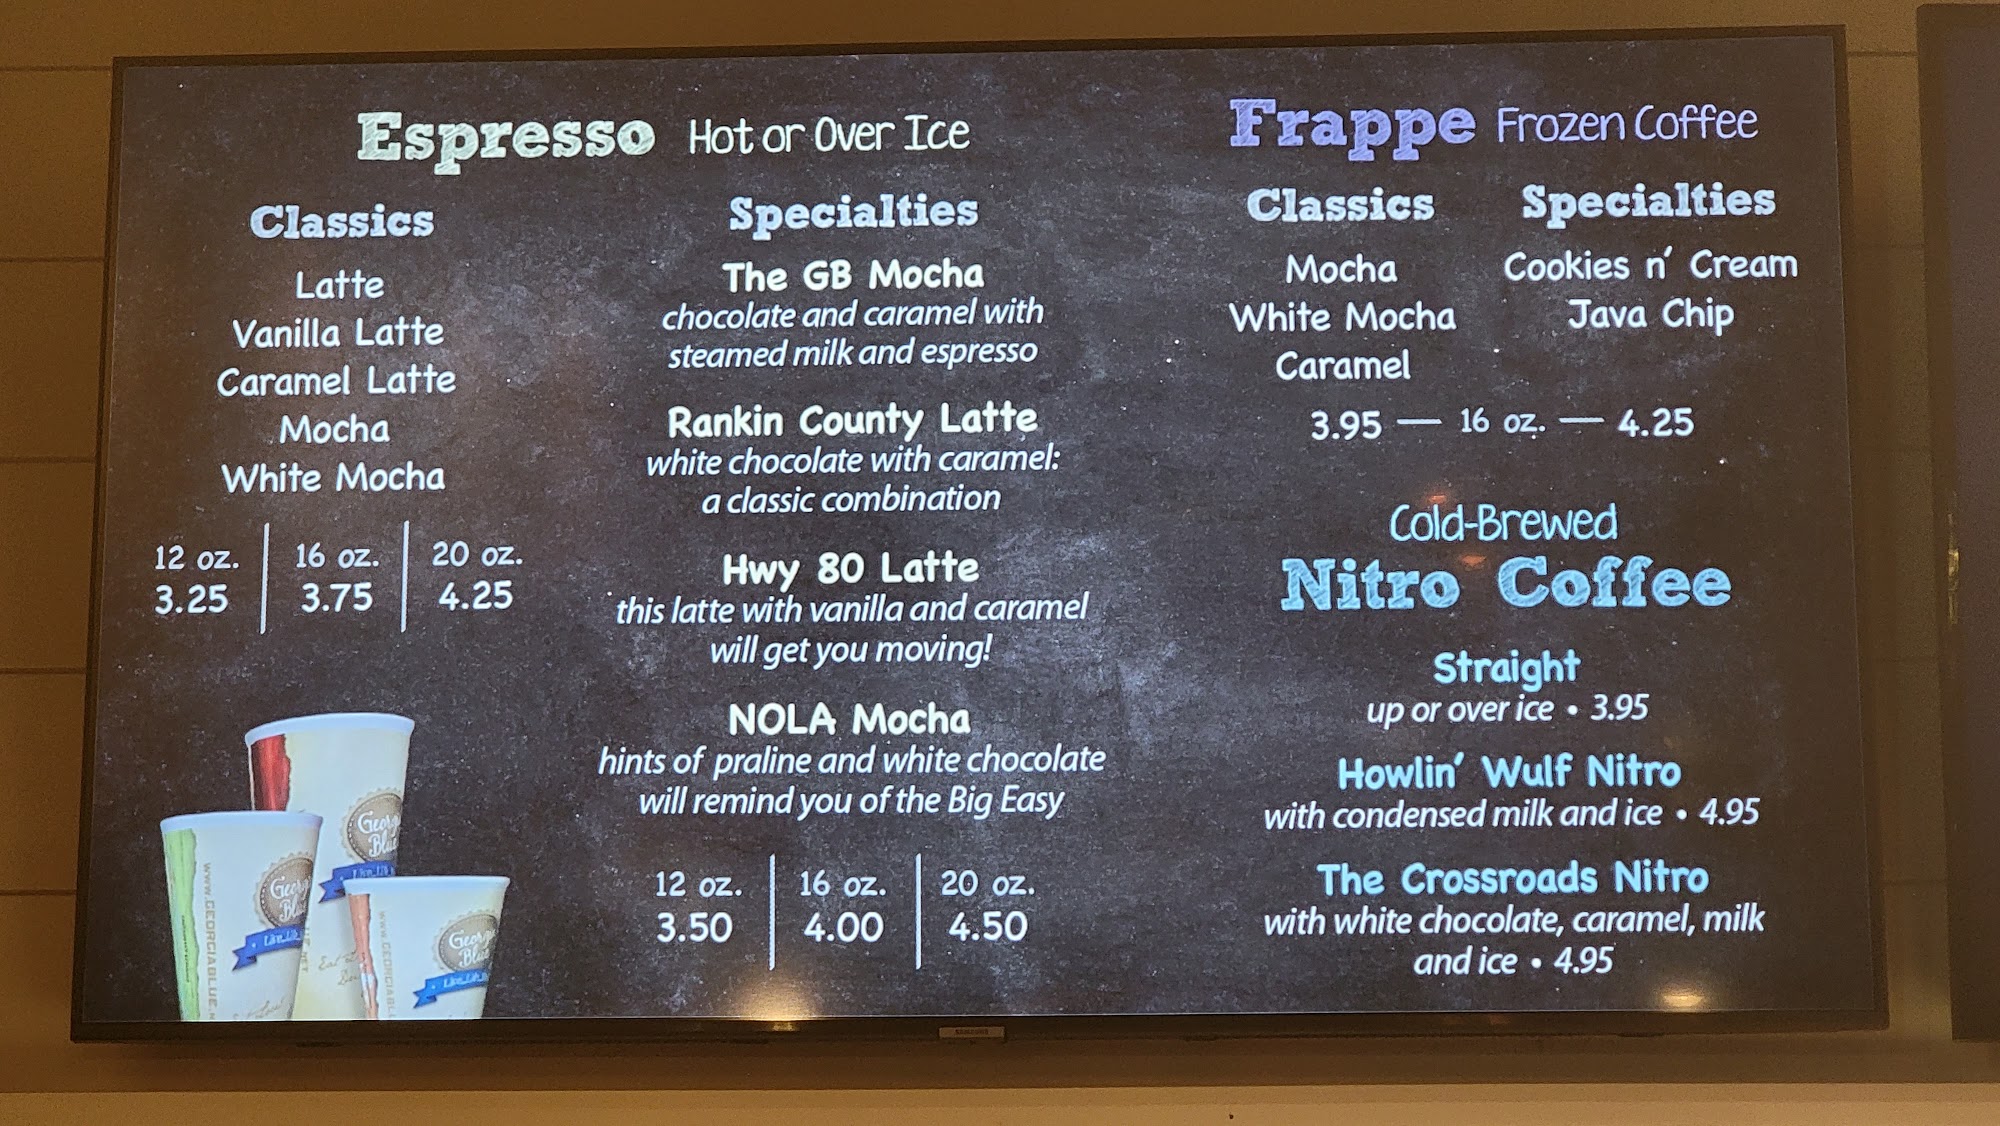 Espresso Hot or Over Ice
Classics
Latte
Vanilla Latte
Caramel Latte
Mocha
White Mocha
12 oz. 16 oz. 20 oz.
3.25 3.75 4.25
Specialties
The GB Mocha
chocolate and caramel with
steamed milk and espresso
Rankin County Latte
white chocolate with caramel:
a classic combination
Hwy 80 Latte
this latte with vanilla and caramel
will get you moving!
NOLA Mocha
hints of praline and white chocolate
will remind you of the Big Easy
12 oz. 16 oz. 20 oz.
3.50 4.00 4.50
Frappe Frozen Coffee
Classics
Mocha
White Mocha
Caramel
Specialties
Cookies n' Cream
Java Chip
3.95 — 16 oz. — 4.25
Cold-Brewed
Nitro Coffee
Straight
up or over ice • 3.95
Howlin' Wulf Nitro
with condensed milk and ice • 4.95
The Crossroads Nitro
with white chocolate, caramel, milk
and ice • 4.95
SAMSUNG